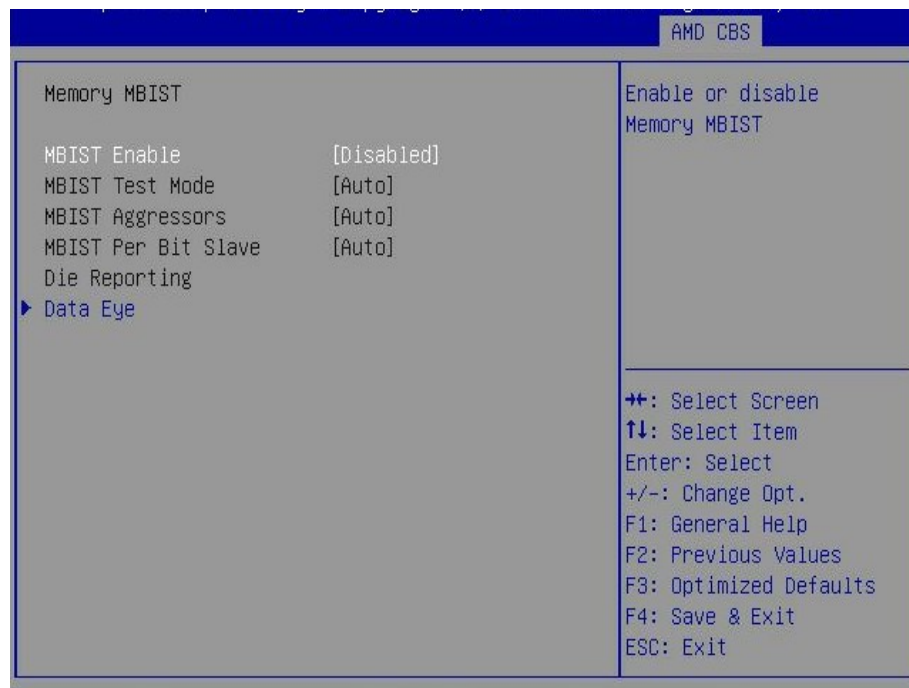 AMD CBS
Memory MBIST
MBIST Enable [Disabled]
MBIST Test Mode [Auto]
MBIST Aggressors [Auto]
MBIST Per Bit Slave [Auto]
Die Reporting
Data Eye
Enable or disable
Memory MBIST
→←: Select Screen
↑↓: Select Item
Enter: Select
+/-: Change Opt.
F1: General Help
F2: Previous Values
F3: Optimized Defaults
F4: Save & Exit
ESC: Exit